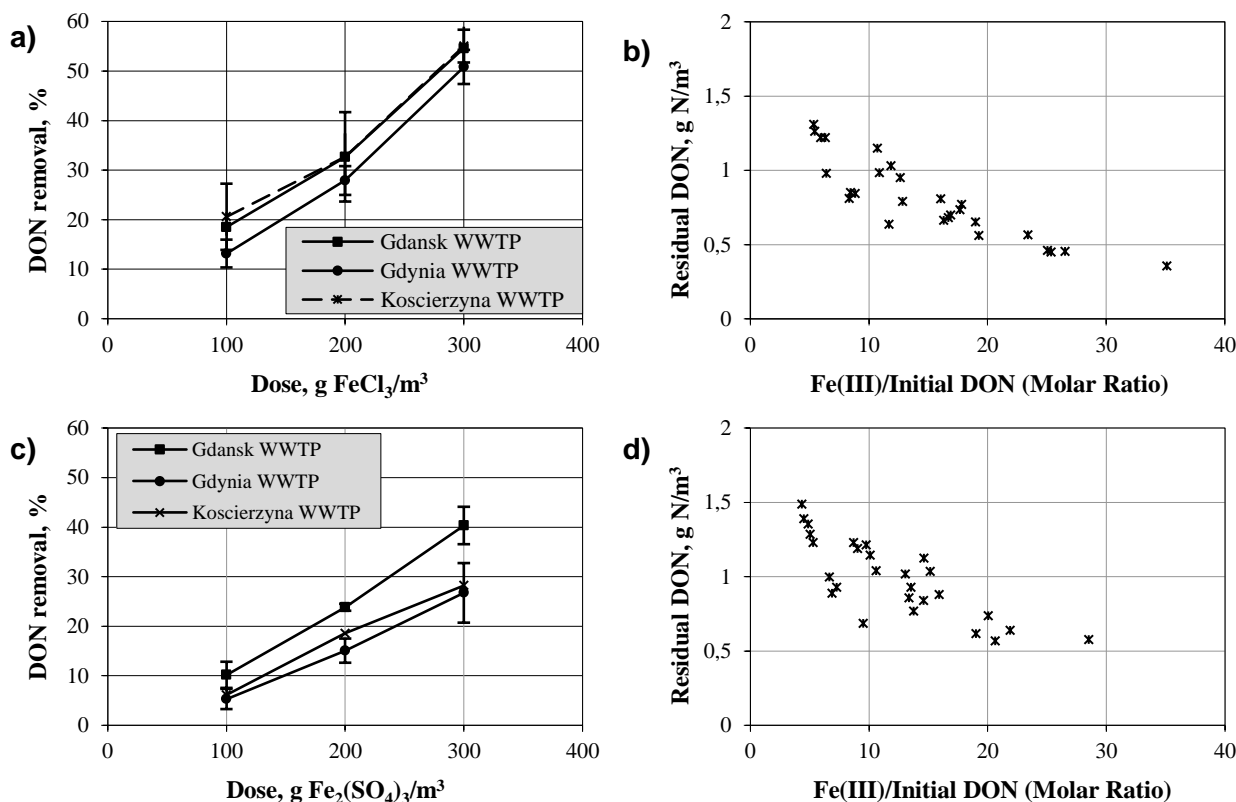 a)
DON removal, %
60
50
40
30
20
10
0
0 100 200 300 400
Dose, g FeCl₃/m³
Gdansk WWTP
Gdynia WWTP
Koscierzyna WWTP
b)
Residual DON, g N/m³
2
1.5
1
0,5
0
0 10 20 30 40
Fe(III)/Initial DON (Molar Ratio)
c)
DON removal, %
60
50
40
30
20
10
0
0 100 200 300 400
Dose, g Fe₂(SO₄)₃/m³
Gdansk WWTP
Gdynia WWTP
Koscierzyna WWTP
d)
Residual DON, g N/m³
2
1.5
1
0,5
0
0 10 20 30 40
Fe(III)/Initial DON (Molar Ratio)